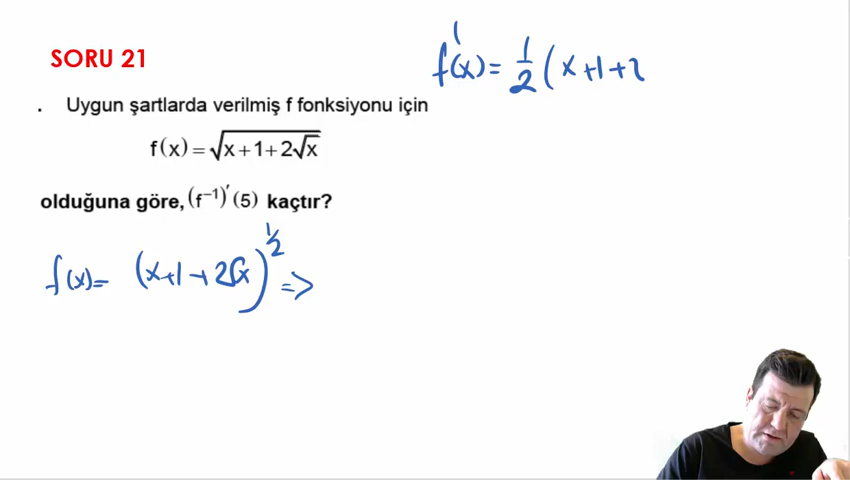 SORU 21
f'(x) = 1/2 (x+1+2
. Uygun şartlarda verilmiş f fonksiyonu için
f(x) = √(x+1+2√x)
olduğuna göre, (f⁻¹)′(5) kaçtır?
f(x) = (x+1+2√x)^1/2 =>